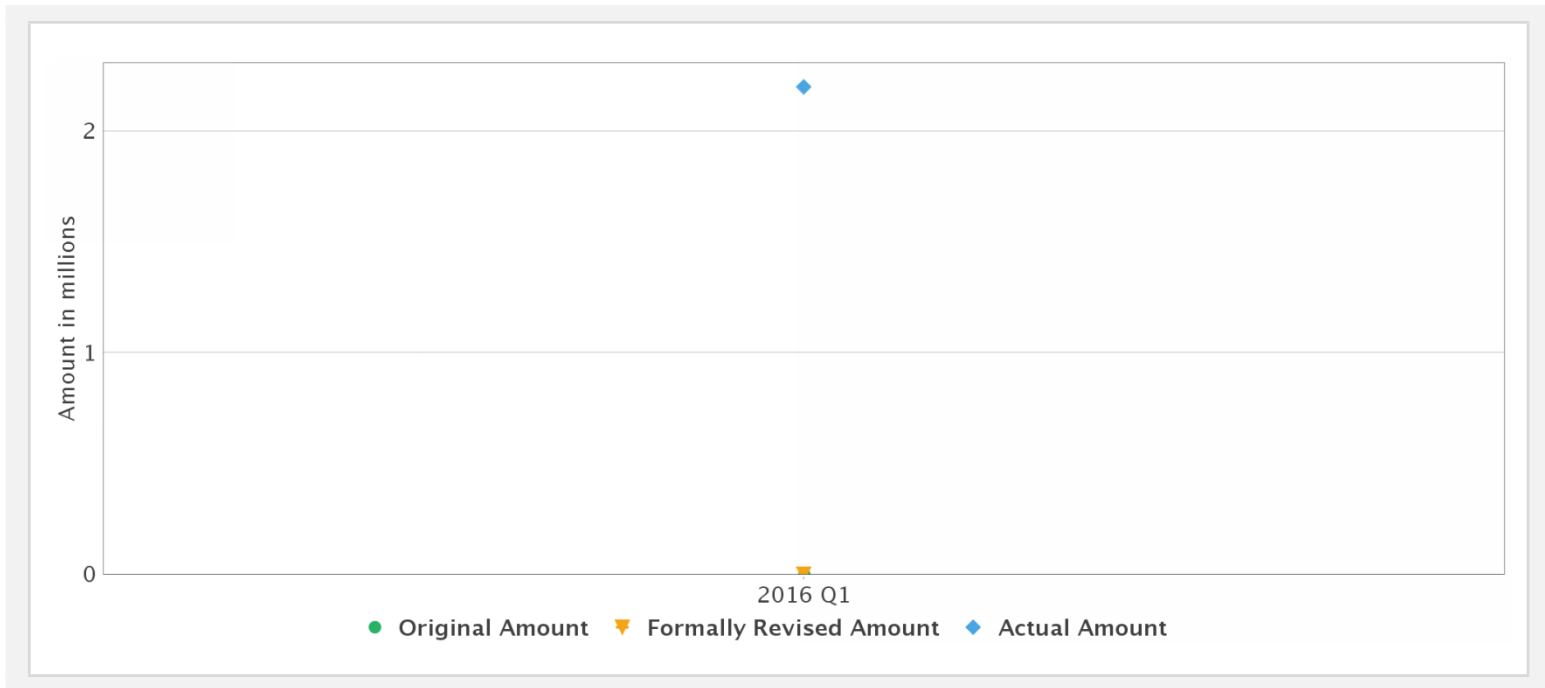 2
Amount in millions
1
0
2016 Q1
Original Amount Formally Revised Amount Actual Amount